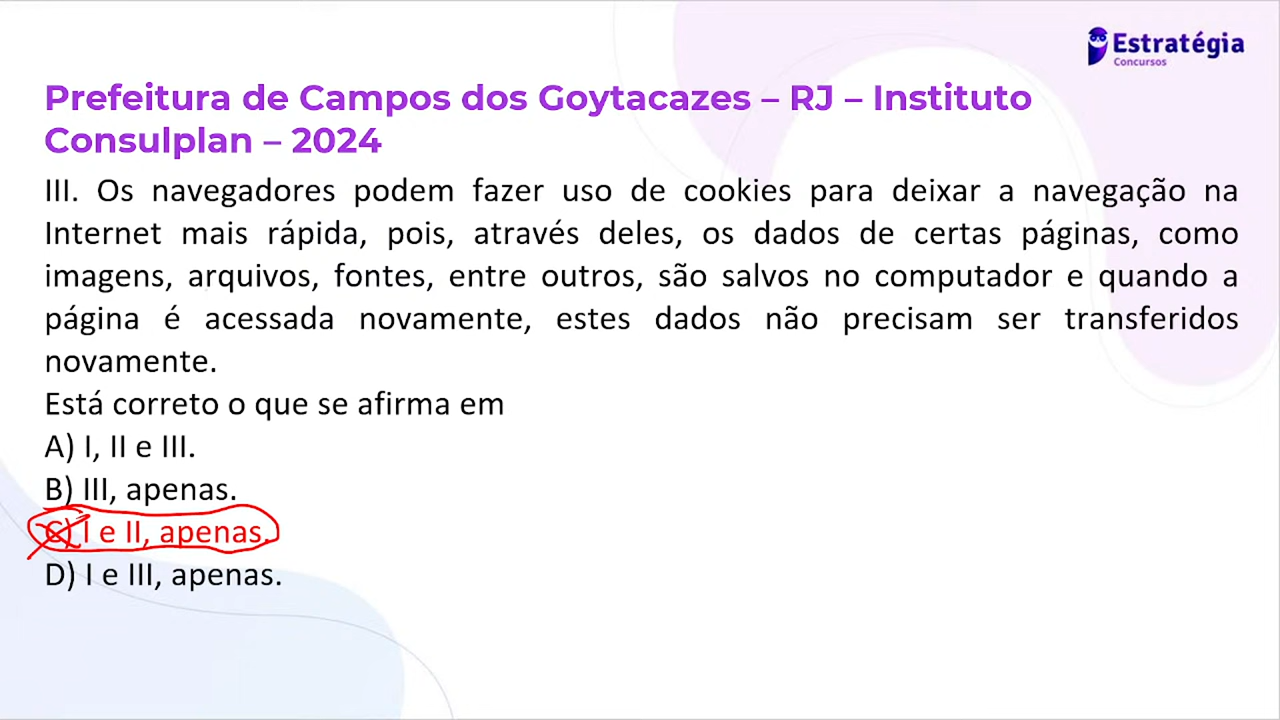 Estratégia
Concursos
Prefeitura de Campos dos Goytacazes – RJ – Instituto
Consulplan – 2024
III. Os navegadores podem fazer uso de cookies para deixar a navegação na
Internet mais rápida, pois, através deles, os dados de certas páginas, como
imagens, arquivos, fontes, entre outros, são salvos no computador e quando a
página é acessada novamente, estes dados não precisam ser transferidos
novamente.
Está correto o que se afirma em
A) I, II e III.
B) III, apenas.
C) I e II, apenas.
D) I e III, apenas.